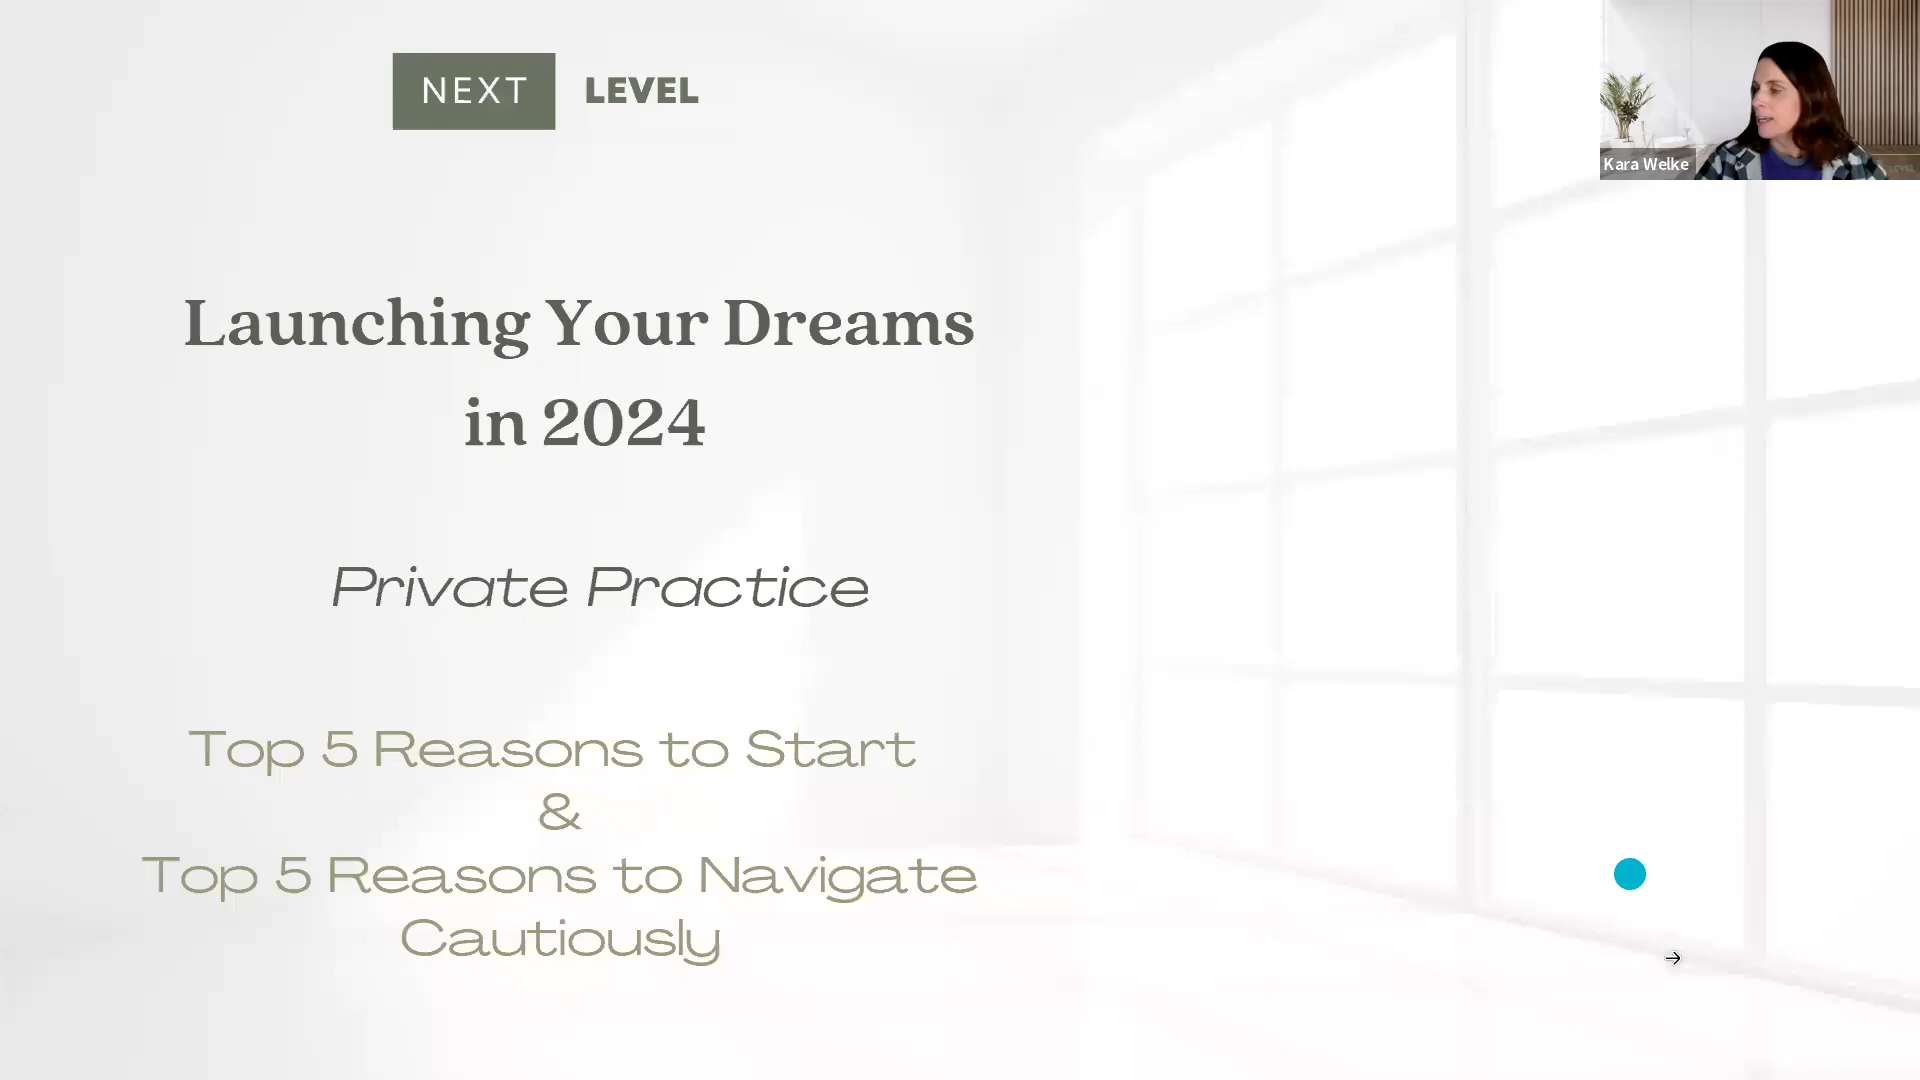 NEXT LEVEL
Kara Welke
Launching Your Dreams
in 2024
Private Practice
Top 5 Reasons to Start
&
Top 5 Reasons to Navigate
Cautiously